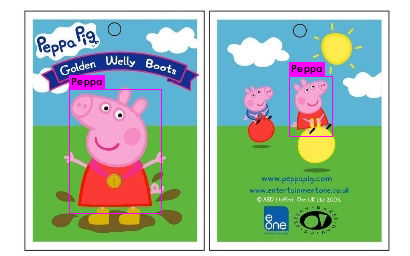 Peppa Pig
Golden Welly Boots
Peppa
Peppa
www.peppapig.com
www.entertainmentone.co.uk
© ABD Ltd/Ent. One UK Ltd 2003.
e
one